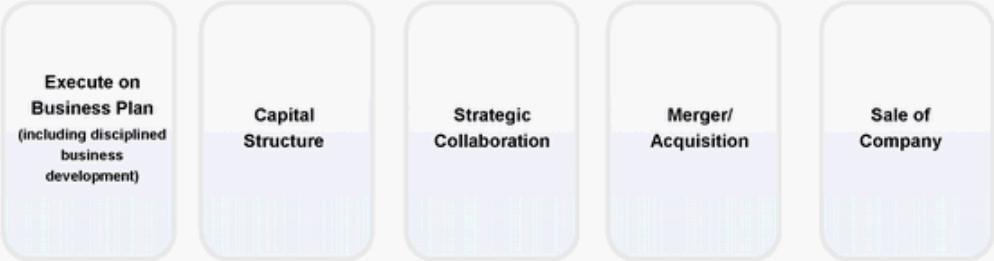 Execute on
Business Plan
(including disciplined
business
development)
Capital
Structure
Strategic
Collaboration
Merger/
Acquisition
Sale of
Company